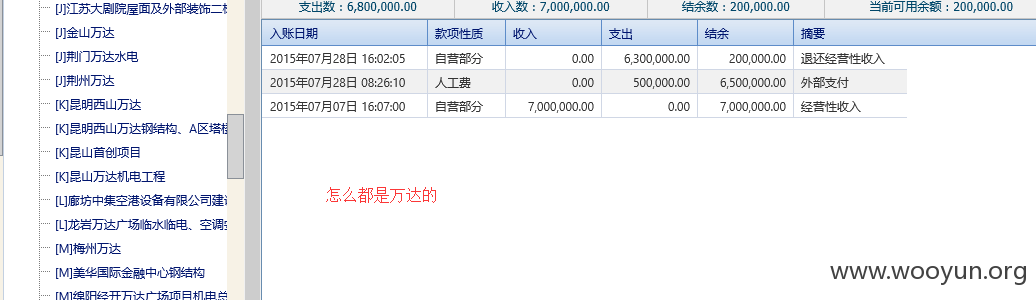 [J]江苏大剧院屋面及外部装饰二标
[J]金山万达
[J]荆门万达水电
[J]荆州万达
[K]昆明西山万达
[K]昆明西山万达钢结构、A区塔楼
[K]昆山首创项目
[K]昆山万达机电工程
[L]廊坊中集空港设备有限公司建设
[L]龙岩万达广场临水临电、空调安
[M]梅州万达
[M]美华国际金融中心钢结构
[M]绵阳经开万达广场项目机电总
支出数：6,800,000.00 收入数：7,000,000.00 结余数：200,000.00 当前可用余额：200,000.00
入账日期 款项性质 收入 支出 结余 摘要
2015年07月28日 16:02:05 自营部分 0.00 6,300,000.00 200,000.00 退还经营性收入
2015年07月28日 08:26:10 人工费 0.00 500,000.00 6,500,000.00 外部支付
2015年07月07日 16:07:00 自营部分 7,000,000.00 0.00 7,000,000.00 经营性收入
怎么都是万达的
www.wooyun.org